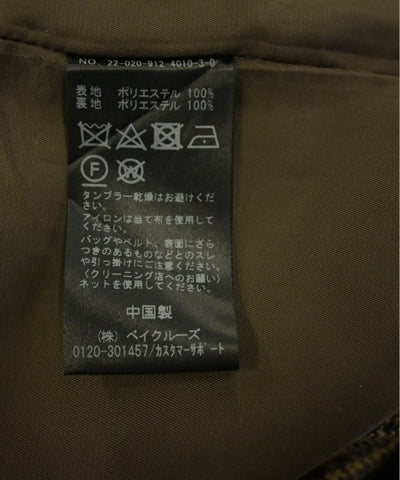 NO. 22-020-912-4010-3-0
表地 ポリエステル 100%
裏地 ポリエステル 100%
F W
タンブラー乾燥はお避けくださ
い。
アイロンは当て布を使用して
ください。
バッグやベルト、表面にざら
つきのあるものなどとのスレ
や引っ掛けにご注意ください。
〈クリーニング店へのお願い〉
ネットを使用してください。
中国製
(株) ベイクルーズ
0120-301457/カスタマーサポート